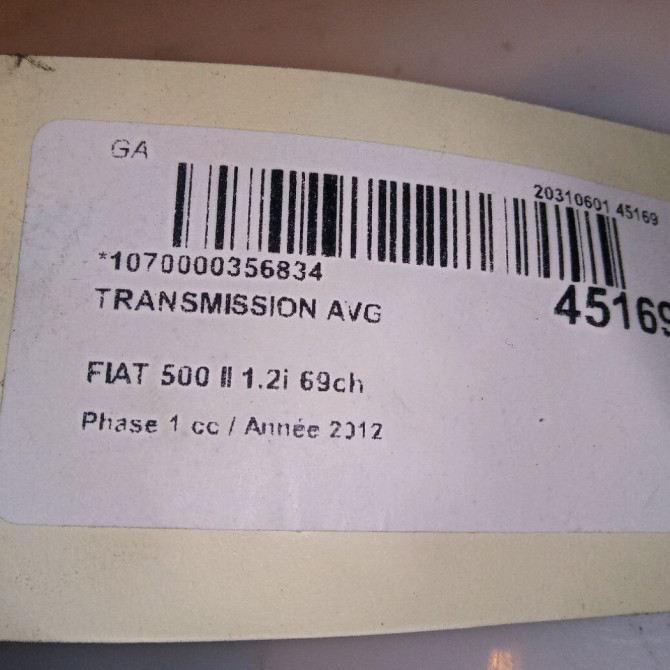 GA
20310601 45169
*1070000356834
45169
TRANSMISSION AVG
FIAT 500 II 1.2i 69ch
Phase 1 cc / Année 2012